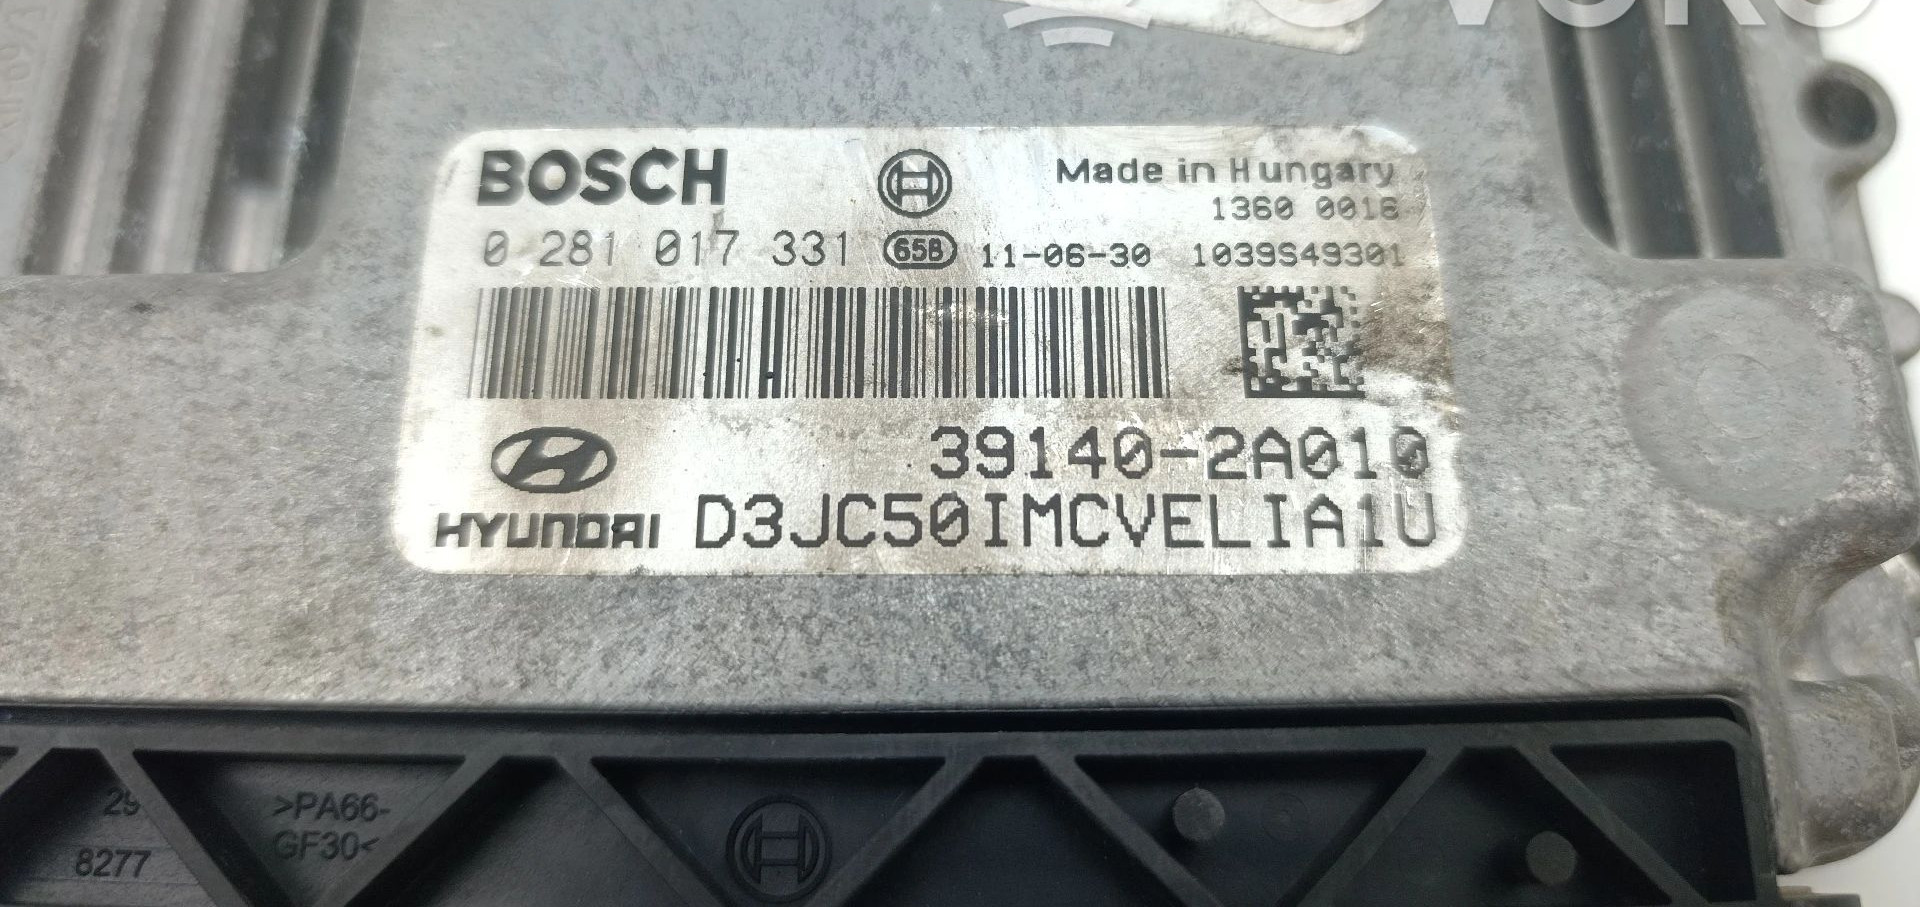 BOSCH
Made in Hungary
1360 0016
0 281 017 331 65B 11-06-30 1039S49301
39140-2A010
HYUNDAI D3JC50IMCVELIA1U
>PA66-
GF30<
8277